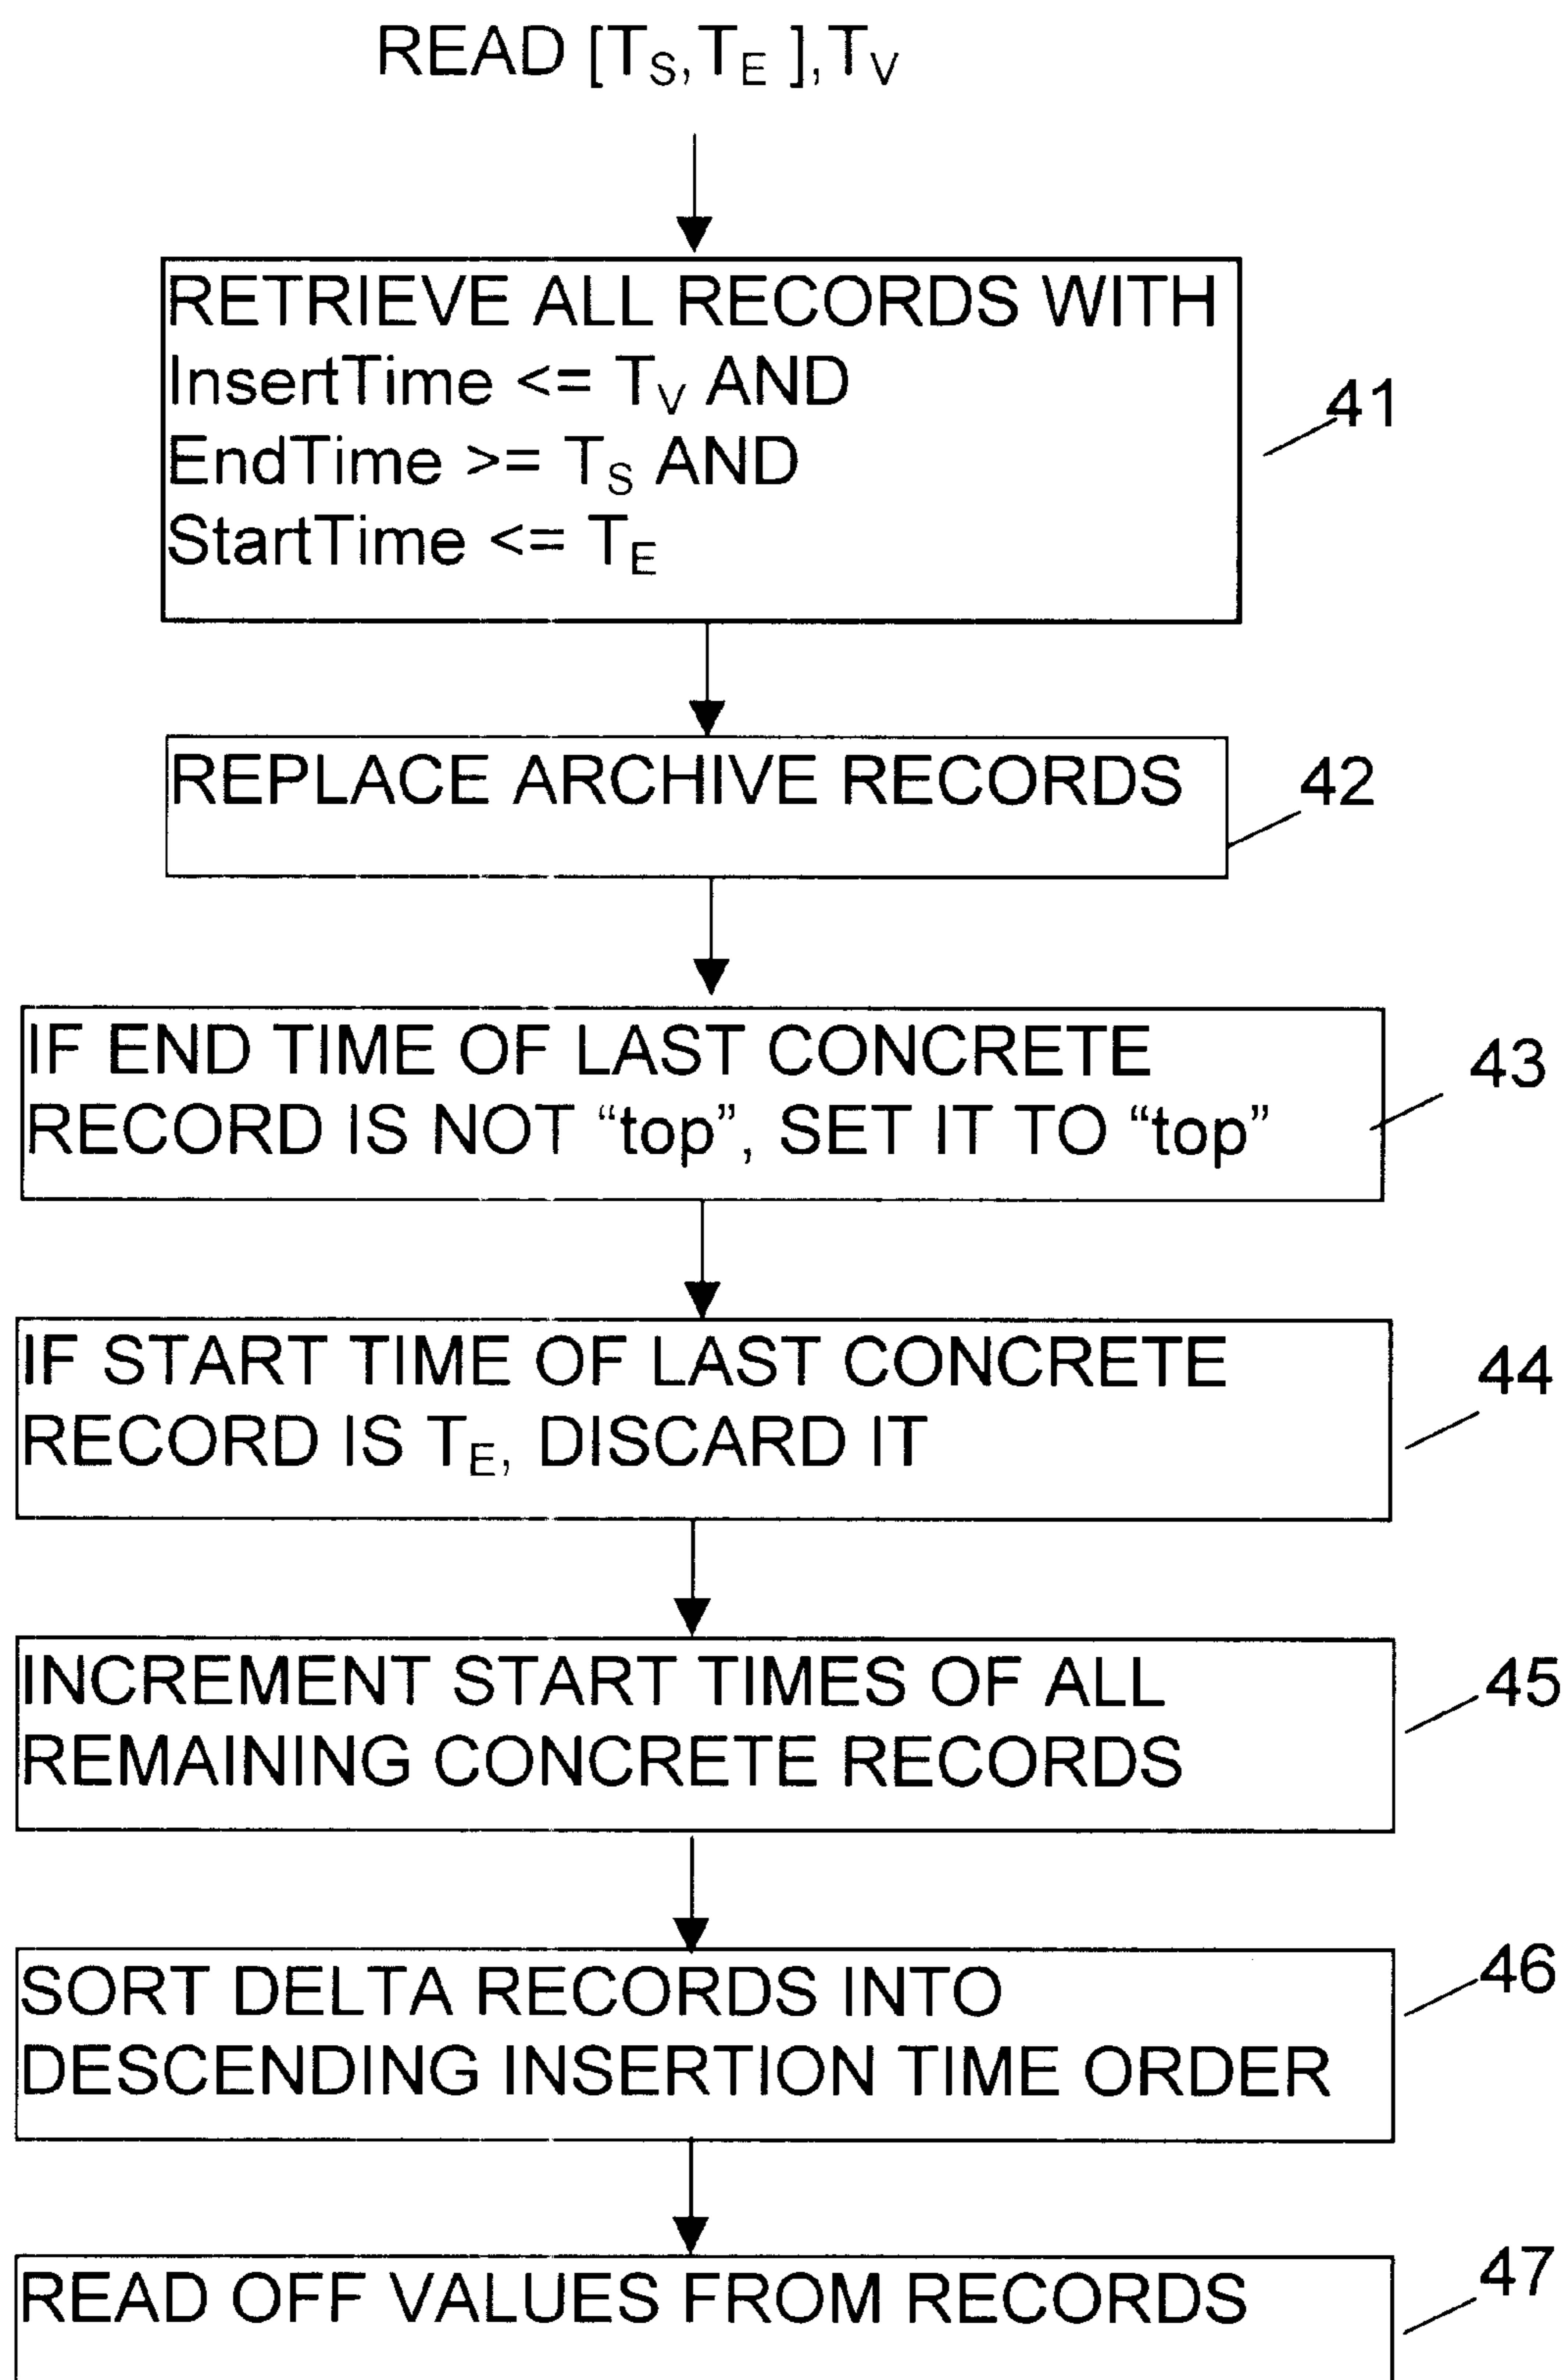 READ [TS,TE ],TV
RETRIEVE ALL RECORDS WITH
InsertTime <= TV AND
EndTime >= TS AND
StartTime <= TE
41
REPLACE ARCHIVE RECORDS
42
IF END TIME OF LAST CONCRETE
RECORD IS NOT “top”, SET IT TO “top”
43
IF START TIME OF LAST CONCRETE
RECORD IS TE, DISCARD IT
44
INCREMENT START TIMES OF ALL
REMAINING CONCRETE RECORDS
45
SORT DELTA RECORDS INTO
DESCENDING INSERTION TIME ORDER
46
READ OFF VALUES FROM RECORDS
47